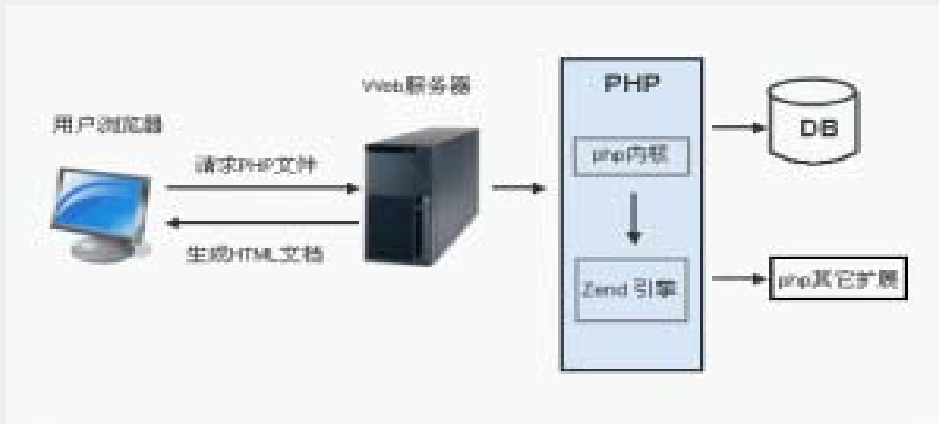 用户浏览器
请求PHP文件
生成HTML文档
Web服务器
PHP
php内核
Zend 引擎
DB
php其它扩展